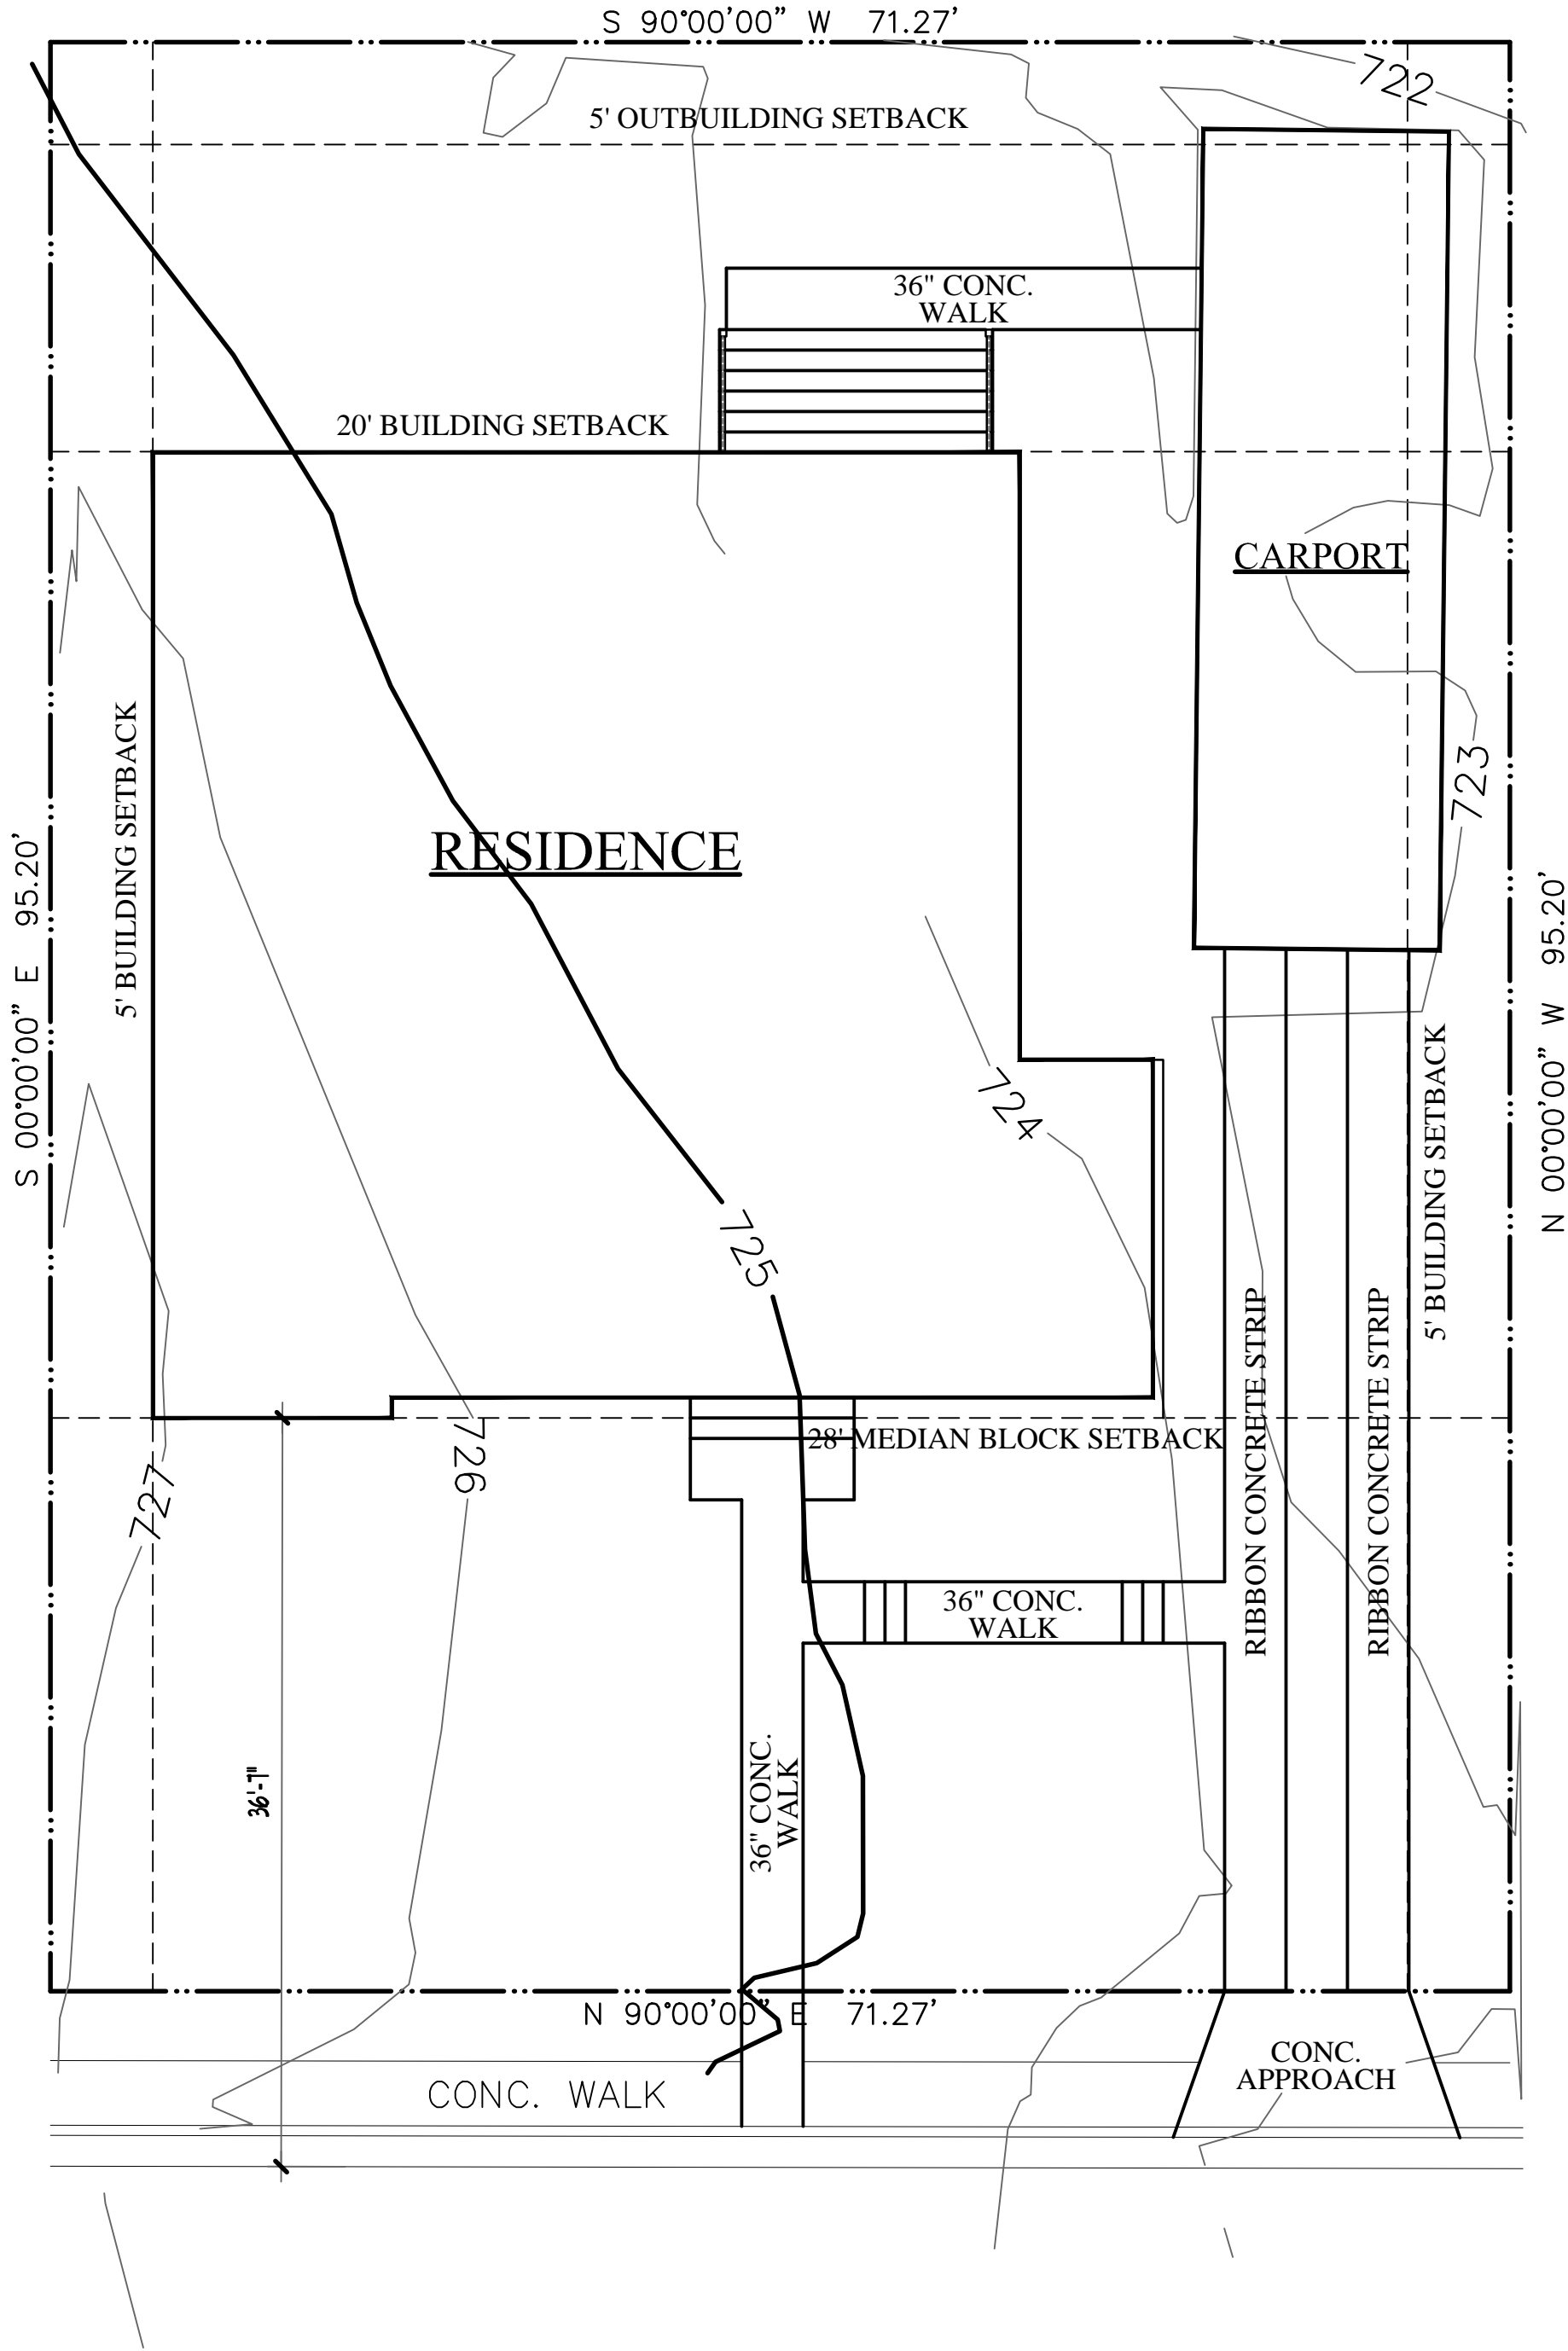 S 90°00'00" W 71.27'
722
5' OUTBUILDING SETBACK
36" CONC.
WALK
20' BUILDING SETBACK
CARPORT
5' BUILDING SETBACK
723
RESIDENCE
S 00°00'00" E 95.20'
N 00°00'00" W 95.20'
724
5' BUILDING SETBACK
725
RIBBON CONCRETE STRIP
RIBBON CONCRETE STRIP
28' MEDIAN BLOCK SETBACK
726
727
36" CONC.
WALK
36" CONC.
WALK
36'-7"
N 90°00'00" E 71.27'
CONC.
APPROACH
CONC. WALK